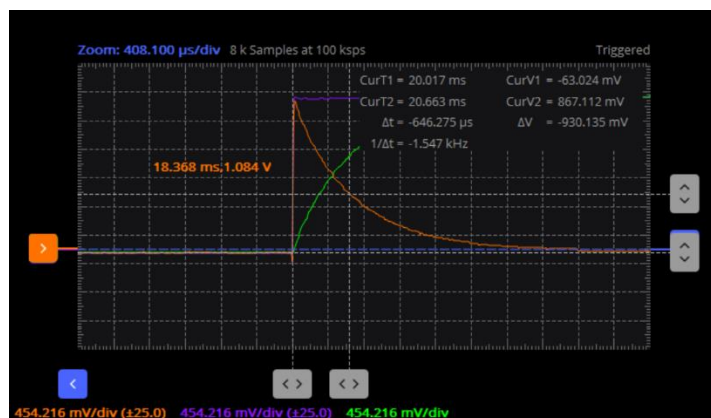 Zoom: 408.100 µs/div 8 k Samples at 100 ksps Triggered
CurT1 = 20.017 ms CurV1 = -63.024 mV
CurT2 = 20.663 ms CurV2 = 867.112 mV
Δt = -646.275 µs ΔV = -930.135 mV
1/Δt = -1.547 kHz
18.368 ms,1.084 V
454.216 mV/div (±25.0) 454.216 mV/div (±25.0) 454.216 mV/div